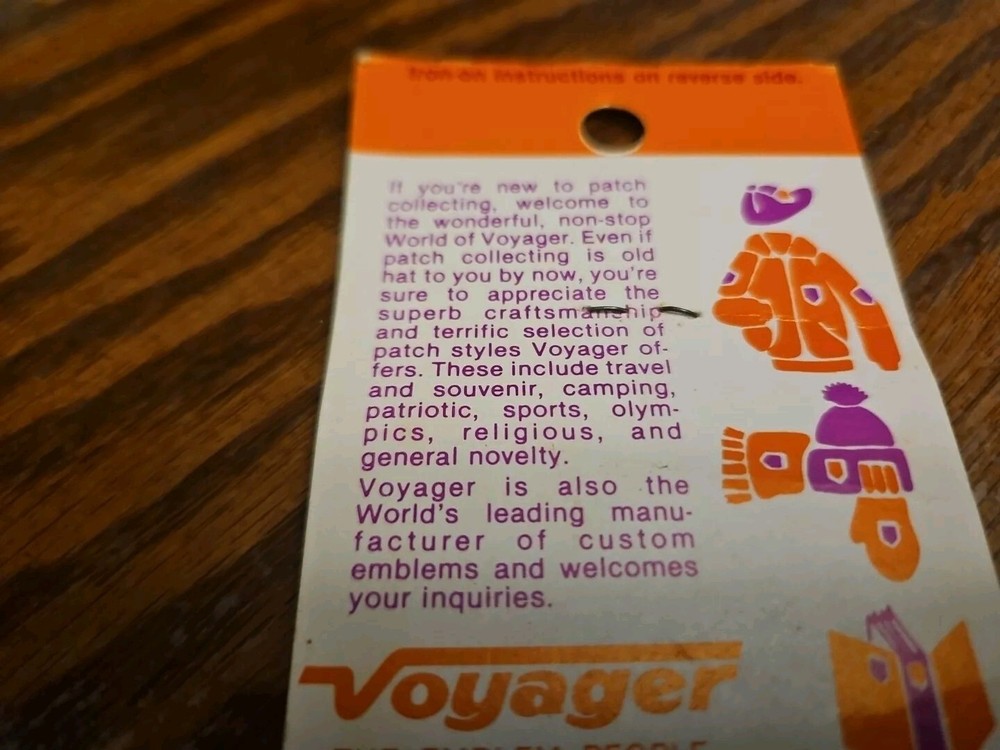 Iron-on instructions on reverse side.
If you're new to patch
collecting, welcome to
the wonderful, non-stop
World of Voyager. Even if
patch collecting is old
hat to you by now, you're
sure to appreciate the
superb craftsmanship
and terrific selection of
patch styles Voyager of-
fers. These include travel
and souvenir, camping,
patriotic, sports, olym-
pics, religious, and
general novelty.
Voyager is also the
World's leading manu-
facturer of custom
emblems and welcomes
your inquiries.
Voyager
THE EMBLEM PEOPLE